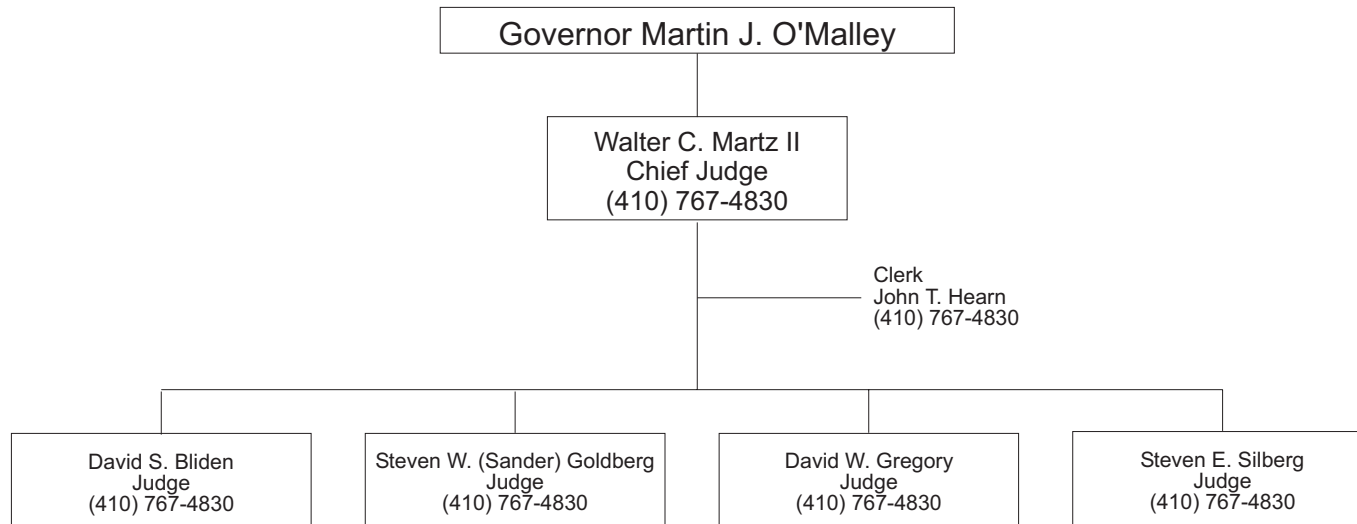 Governor Martin J. O'Malley
Walter C. Martz II
Chief Judge
(410) 767-4830
Clerk
John T. Hearn
(410) 767-4830
David S. Bliden
Judge
(410) 767-4830
Steven W. (Sander) Goldberg
Judge
(410) 767-4830
David W. Gregory
Judge
(410) 767-4830
Steven E. Silberg
Judge
(410) 767-4830